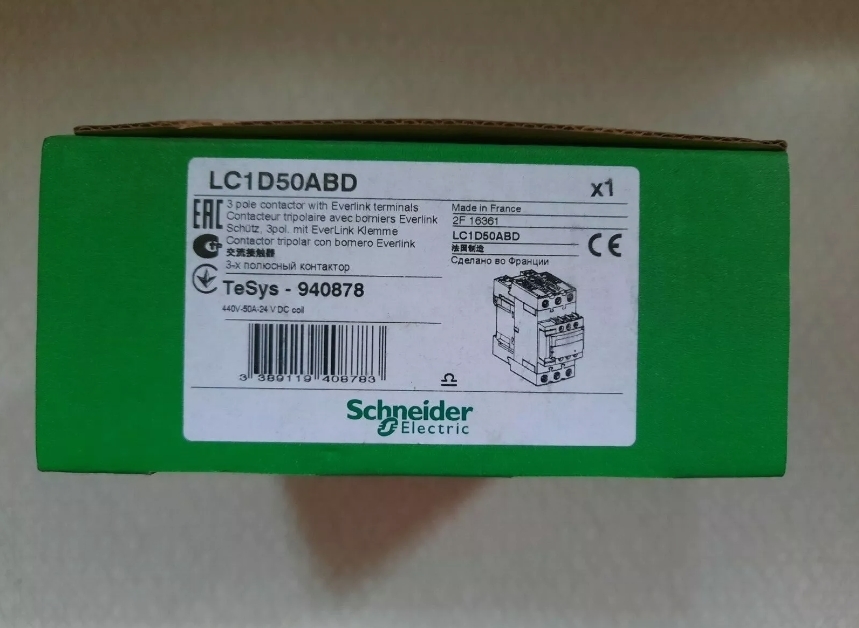 LC1D50ABD
x1
EAC
3 pole contactor with Everlink terminals
Contacteur tripolaire avec borniers Everlink
Schütz, 3pol. mit EverLink Klemme
Contactor tripolar con bornero Everlink
交流接触器
3-х полюсный контактор
Made in France
2F 16361
LC1D50ABD
法国制造
Сделано во Франции
CE
TeSys - 940878
440V-50A-24 V DC coil
3 389119 408783
Schneider
Electric